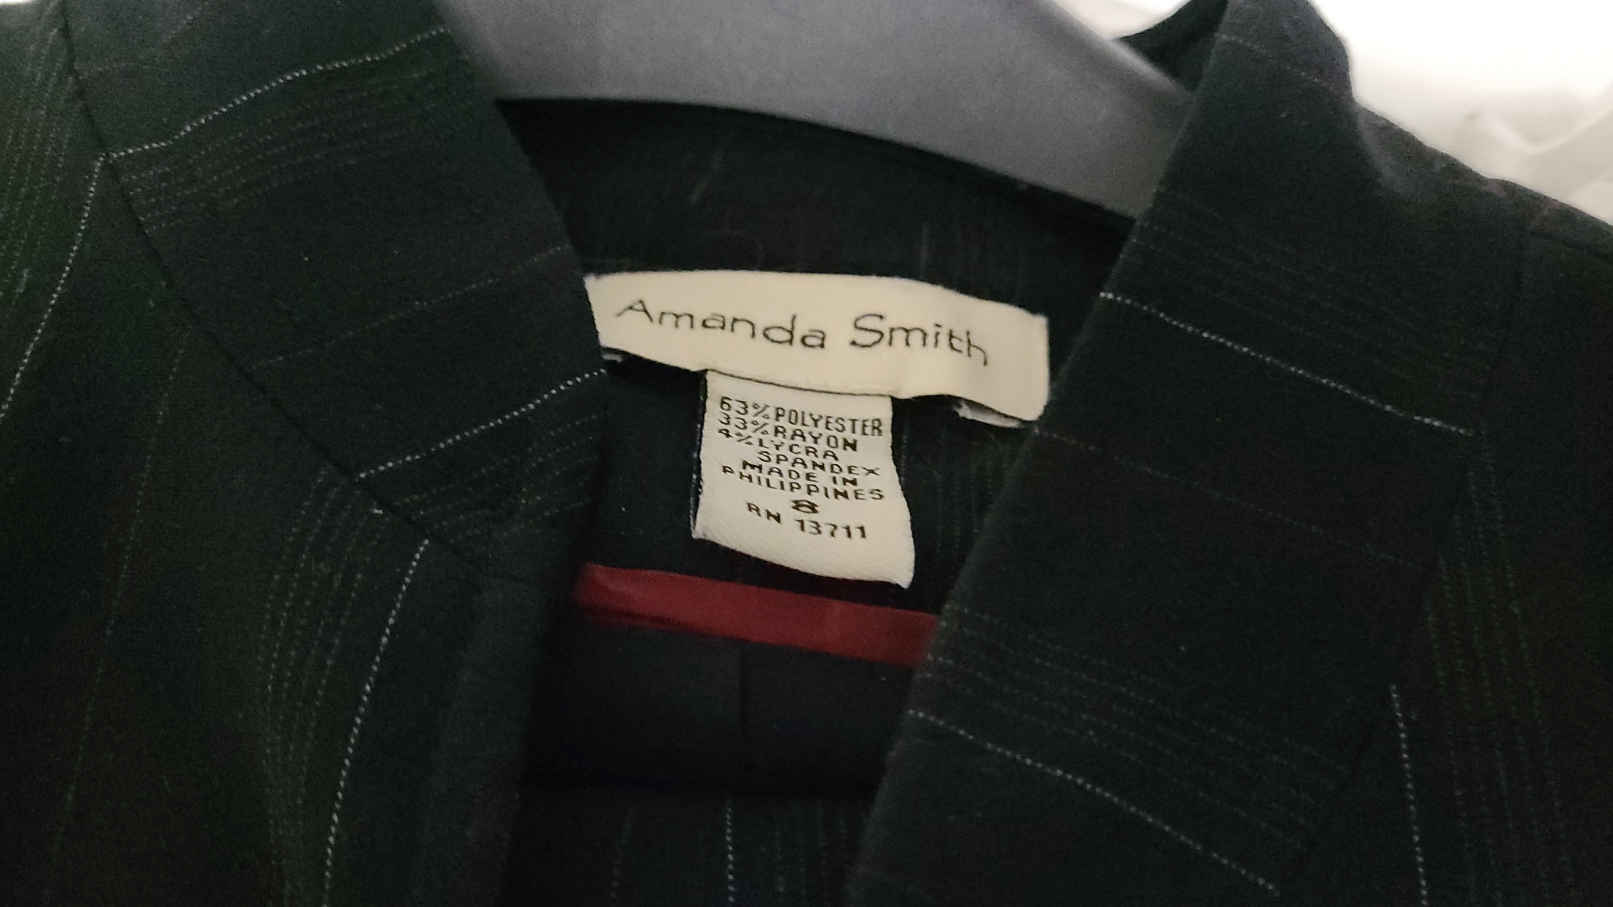 Amanda Smith
63% POLYESTER
33% RAYON
4% LYCRA
SPANDEX
MADE IN
PHILIPPINES
8
RN 13711